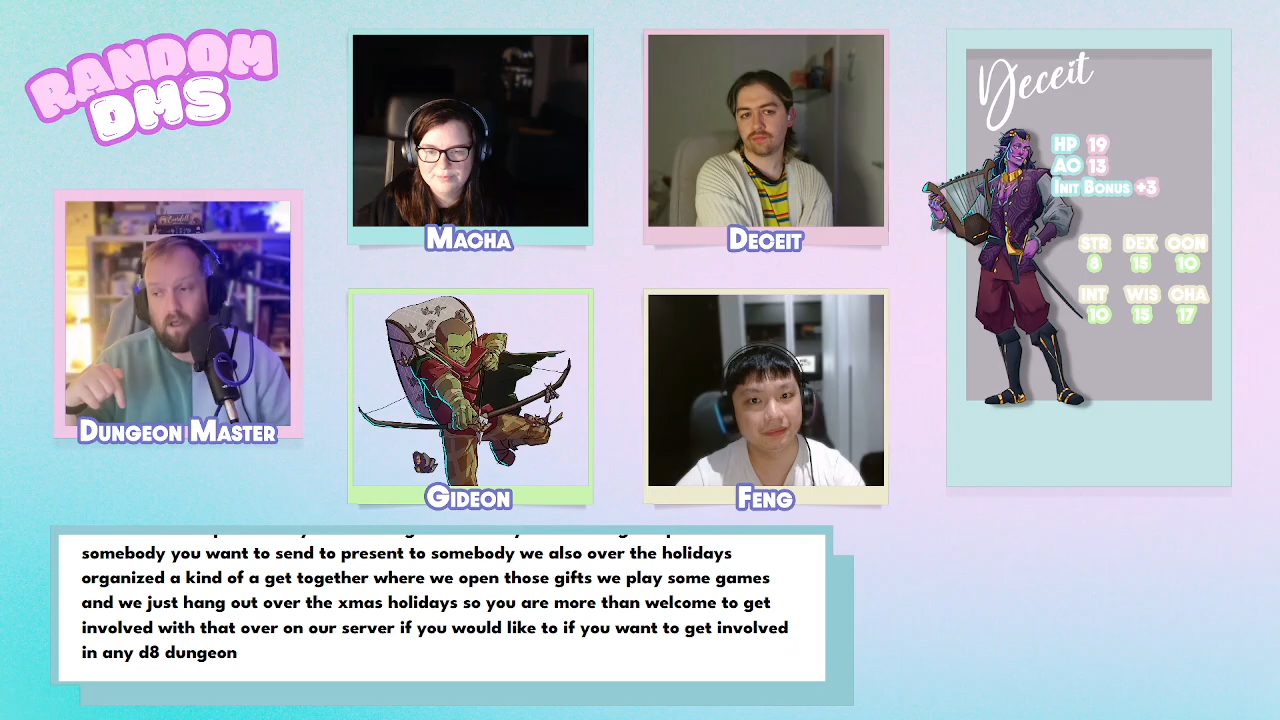 RANDOM
DMS
MACHA
DECEIT
DUNGEON MASTER
GIDEON
FENG
Deceit
HP 19
AC 13
INIT BONUS +3
STR DEX CON
8 15 10
INT WIS CHA
10 15 17
somebody you want to send to present to somebody we also over the holidays
organized a kind of a get together where we open those gifts we play some games
and we just hang out over the xmas holidays so you are more than welcome to get
involved with that over on our server if you would like to if you want to get involved
in any d8 dungeon